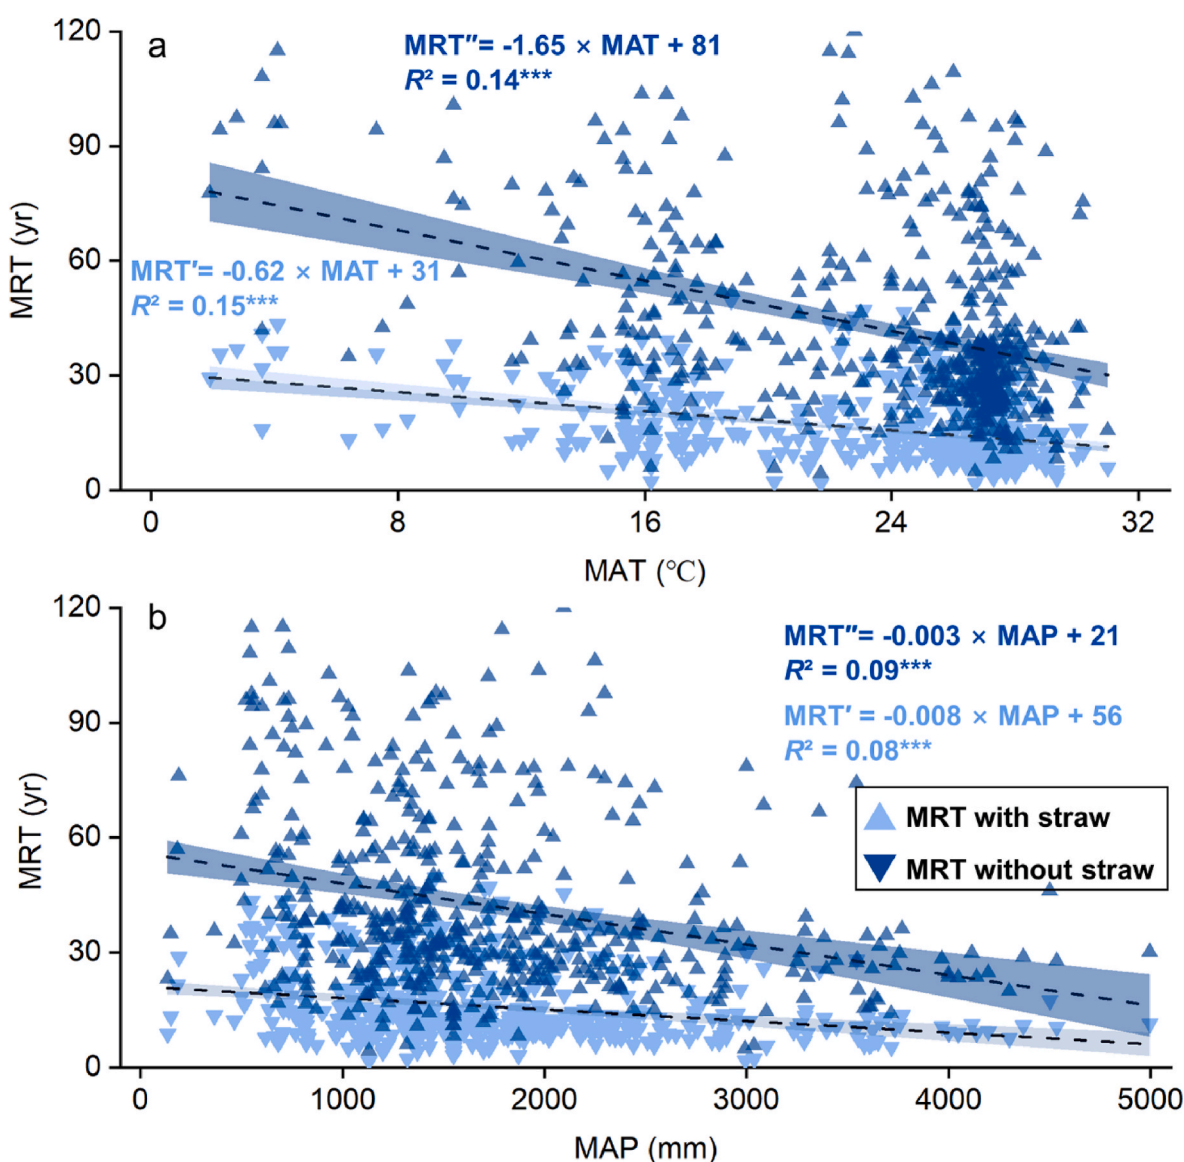 a
MRT″= -1.65 × MAT + 81
R² = 0.14***
MRT′= -0.62 × MAT + 31
R² = 0.15***
MRT (yr)
120
90
60
30
0
0 8 16 24 32
MAT (℃)
b
MRT″= -0.003 × MAP + 21
R² = 0.09***
MRT′ = -0.008 × MAP + 56
R² = 0.08***
MRT with straw
MRT without straw
MRT (yr)
120
90
60
30
0
0 1000 2000 3000 4000 5000
MAP (mm)